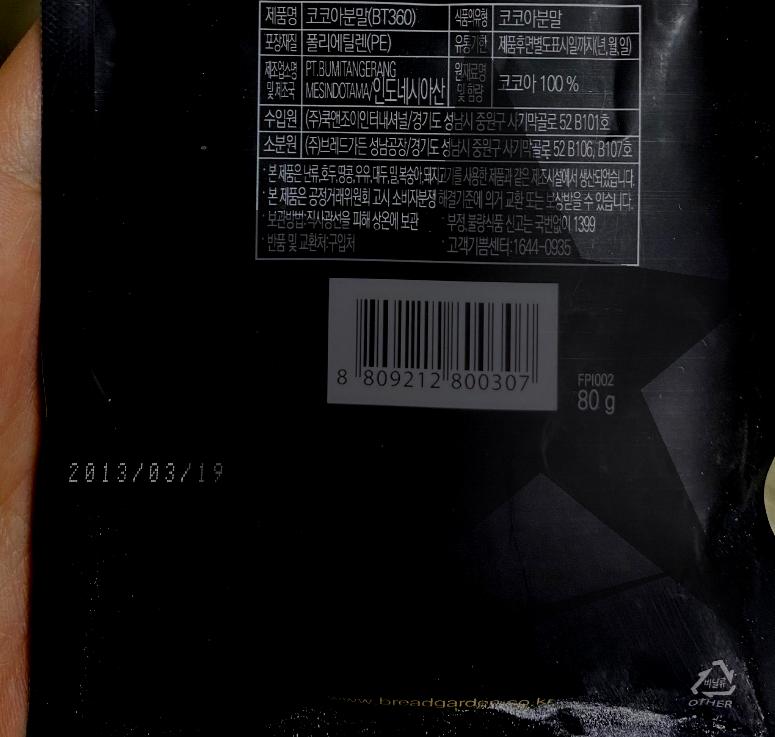 제품명 코코아분말(BT360) 식품의유형 코코아분말
포장재질 폴리에틸렌(PE) 유통기한 제품후면별도표시일까지(년,월,일)
제조업소명 및 제조국 PT.BUMITANGERANG MESINDOTAMA/인도네시아산 원재료명 및 함량 코코아 100 %
수입원 (주)쿡앤조이인터내셔널/경기도 성남시 중원구 사기막골로 52 B101호
소분원 (주)브레드가든 성남공장/경기도 성남시 중원구 사기막골로 52 B106, B107호
· 본 제품은 난류,호두,땅콩,우유,대두,밀,복숭아,돼지고기를 사용한 제품과 같은 제조시설에서 생산되었습니다.
· 본 제품은 공정거래위원회 고시 소비자분쟁 해결기준에 의거 교환 또는 보상받을 수 있습니다.
· 보관방법:직사광선을 피해 상온에 보관 · 부정,불량식품 신고는 국번없이 1399
· 반품 및 교환처:구입처 · 고객기쁨센터:1644-0935
8 809212 800307
FPI002
80 g
2013/03/19
비닐류
OTHER
www.breadgarden.co.kr